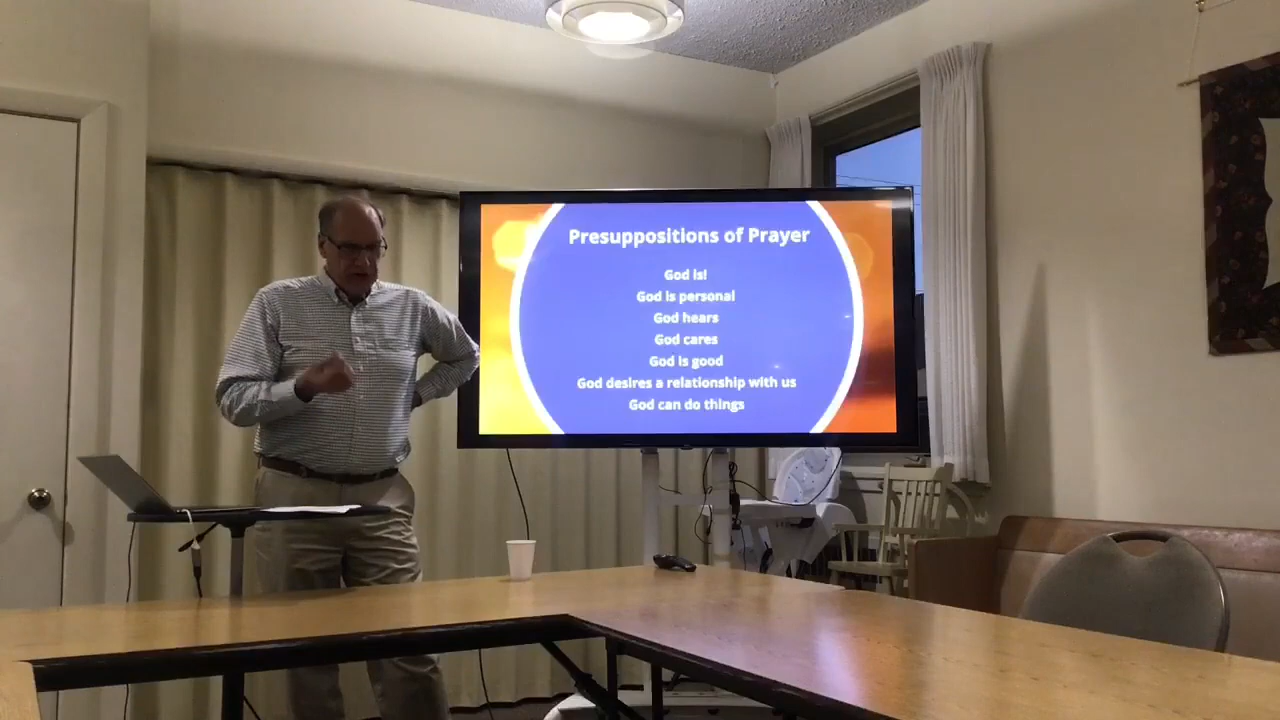 Presuppositions of Prayer
God is!
God is personal
God hears
God cares
God is good
God desires a relationship with us
God can do things